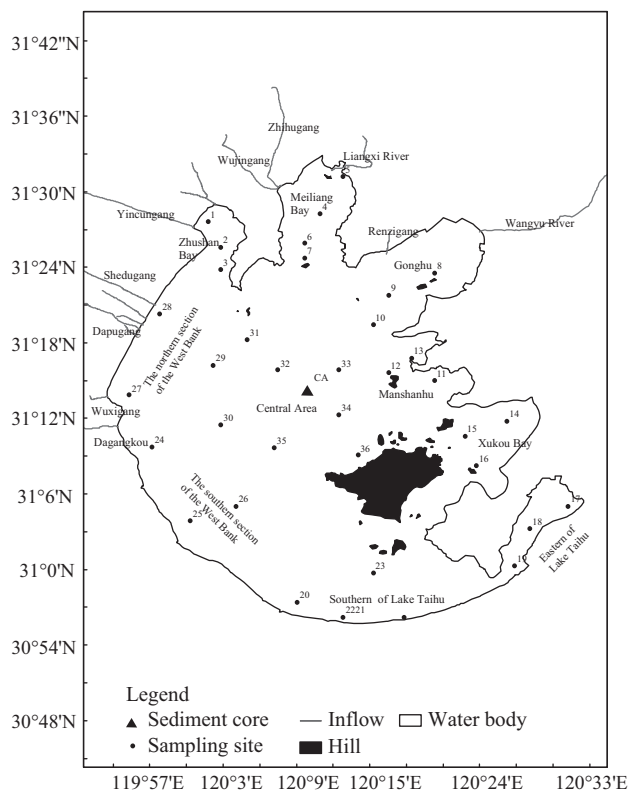 31°42''N
31°36''N
31°30'N
31°24'N
31°18'N
31°12'N
31°6'N
31°0'N
30°54'N
30°48'N
Zhihugang
Wujingang
Liangxi River
5
Meiliang
Bay
4
Yincungang
1
Zhushan
Bay
2
3
6
7
Renzigang
Wangyu River
Gonghu
8
9
Shedugang
28
Dapugang
10
31
The northern section
of the West Bank
29
32
33
13
12
11
CA
Manshanhu
27
Central Area
34
Wuxigang
30
14
Dagangkou
24
35
15
Xukou Bay
36
16
The southern section
of the West Bank
26
25
17
18
Eastern of
Lake Taihu
19
23
20
Southern of Lake Taihu
2221
Legend
Sediment core
Inflow
Water body
Sampling site
Hill
119°57'E
120°3'E
120°9'E
120°15'E
120°24'E
120°33'E